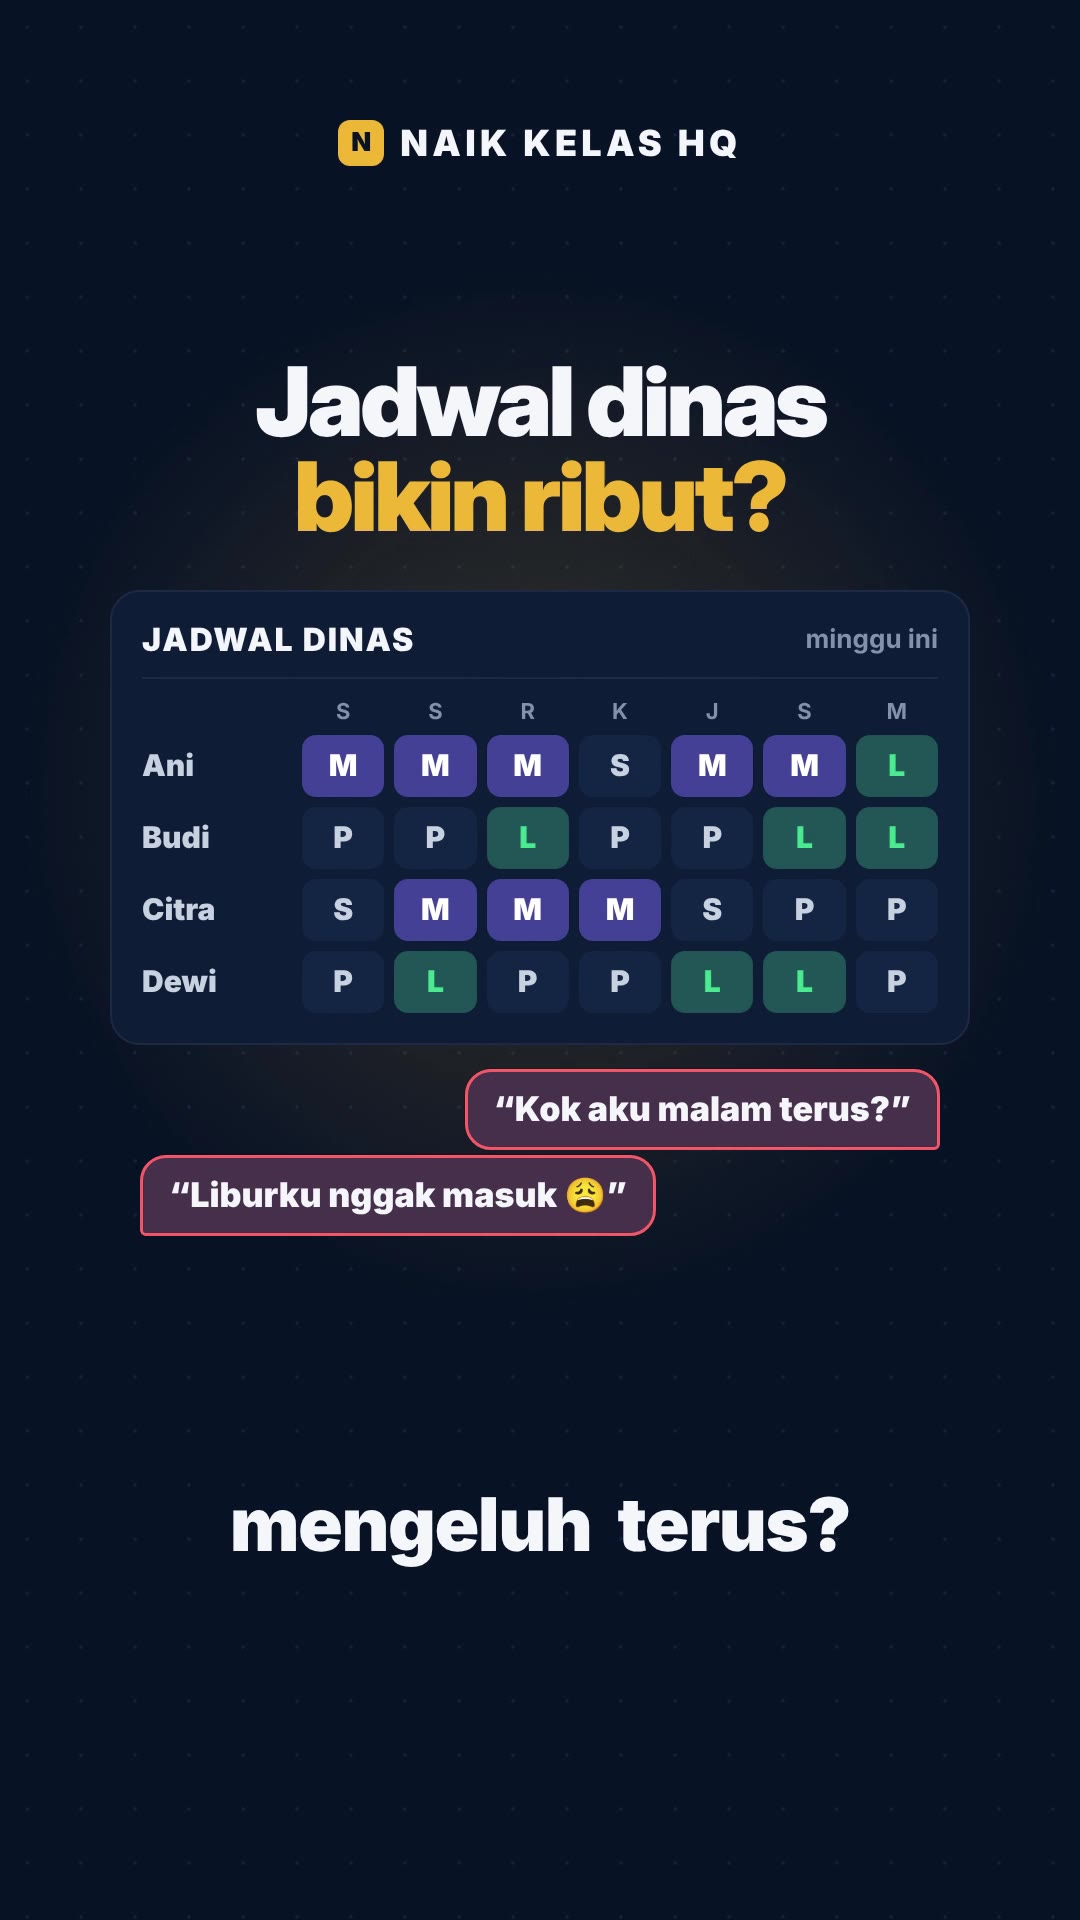 N NAIK KELAS HQ
Jadwal dinas
bikin ribut?
JADWAL DINAS minggu ini
S S R K J S M
Ani M M M S M M L
Budi P P L P P L L
Citra S M M M S P P
Dewi P L P P L L P
“Kok aku malam terus?”
“Liburku nggak masuk 😩”
mengeluh terus?